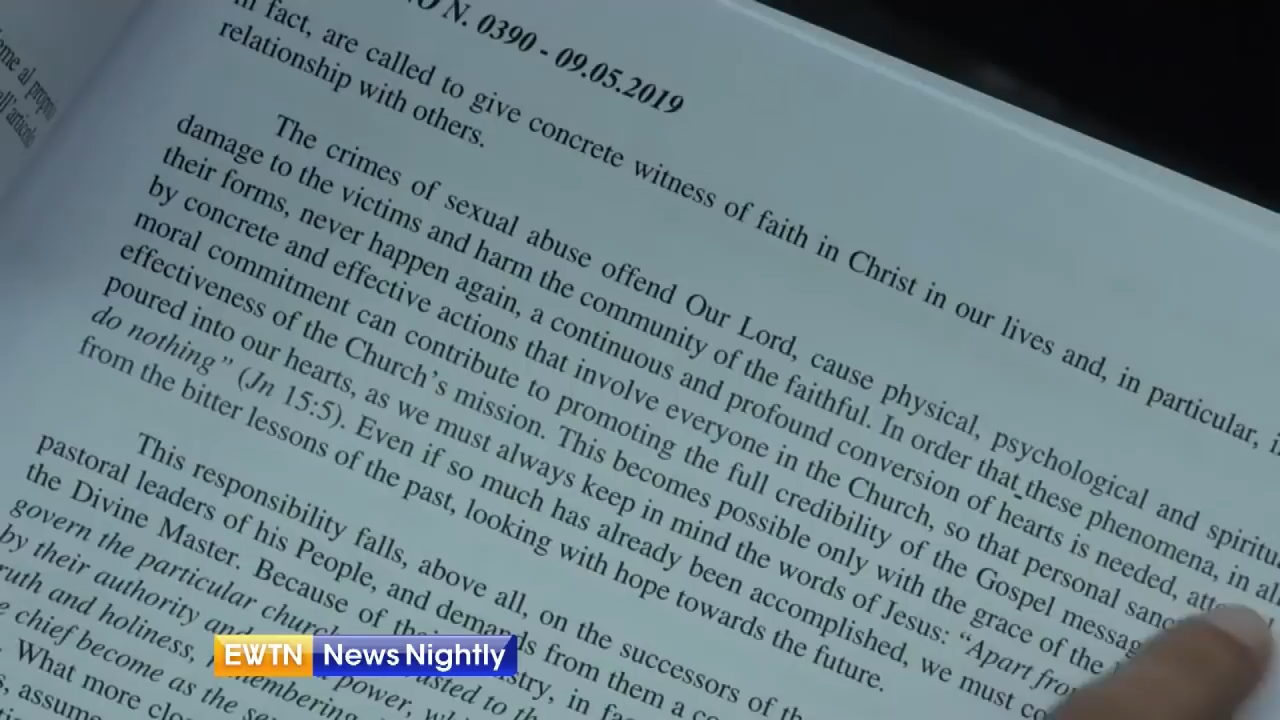 N. 0390 - 09.05.2019
in fact, are called to give concrete witness of faith in Christ in our lives and, in particular,
relationship with others.
The crimes of sexual abuse offend Our Lord, cause physical, psychological and spiritu
damage to the victims and harm the community of the faithful. In order that these phenomena, in all
their forms, never happen again, a continuous and profound conversion of hearts is needed, atte
by concrete and effective actions that involve everyone in the Church, so that personal sanc
moral commitment can contribute to promoting the full credibility of the Gospel messag
effectiveness of the Church's mission. This becomes possible only with the grace of the
poured into our hearts, as we must always keep in mind the words of Jesus: “Apart fro
do nothing” (Jn 15:5). Even if so much has already been accomplished, we must co
from the bitter lessons of the past, looking with hope towards the future.
This responsibility falls, above all, on the successors of th
pastoral leaders of his People, and demands from them a co
the Divine Master. Because of their istry, in fa
govern the particular church usted to th
by their authority and power, wh
ruth and holiness, membering
e chief become as the se
. What more clo
s, assume
eme al proprio
all'articolo
EWTN News Nightly